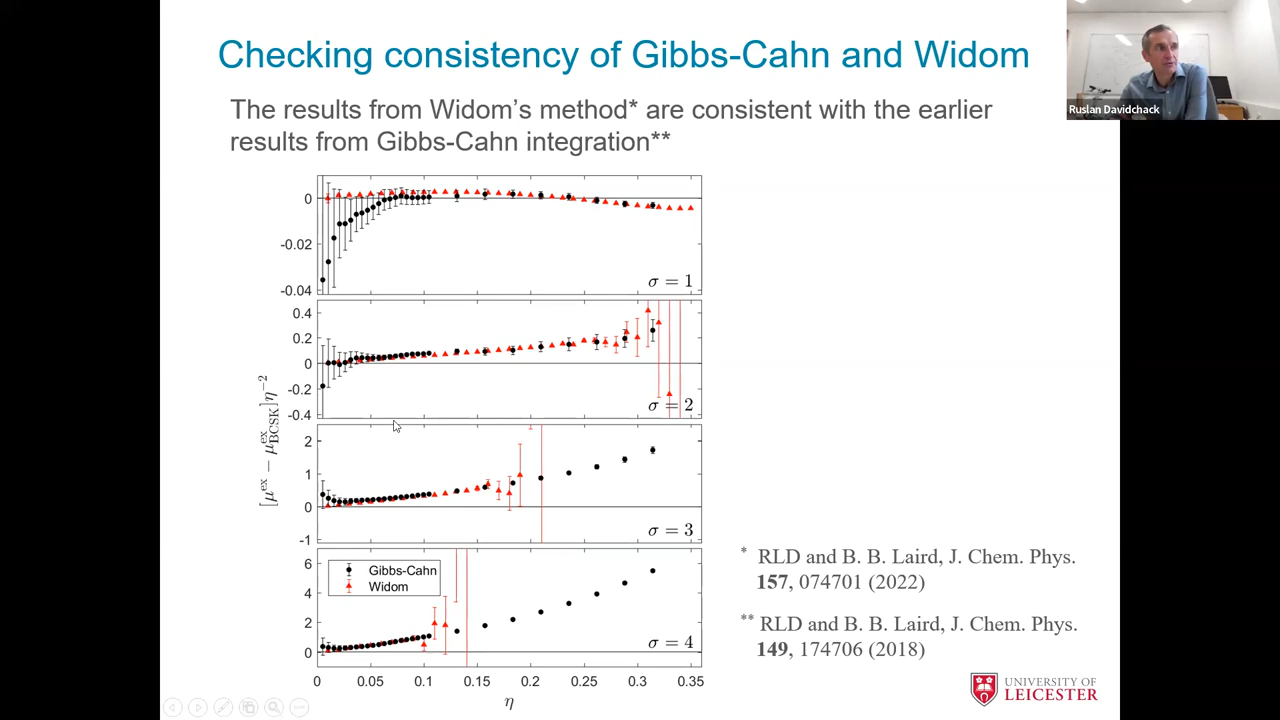 Checking consistency of Gibbs-Cahn and Widom
The results from Widom's method* are consistent with the earlier
results from Gibbs-Cahn integration**
Ruslan Davidchack
0
-0.02
-0.04
σ = 1
0.4
0.2
0
-0.2
-0.4
σ = 2
[μ^ex − μ^ex_BCSK]η^−2
2
1
0
-1
σ = 3
6
4
2
0
Gibbs-Cahn
Widom
σ = 4
0 0.05 0.1 0.15 0.2 0.25 0.3 0.35
η
* RLD and B. B. Laird, J. Chem. Phys.
157, 074701 (2022)
** RLD and B. B. Laird, J. Chem. Phys.
149, 174706 (2018)
UNIVERSITY OF
LEICESTER